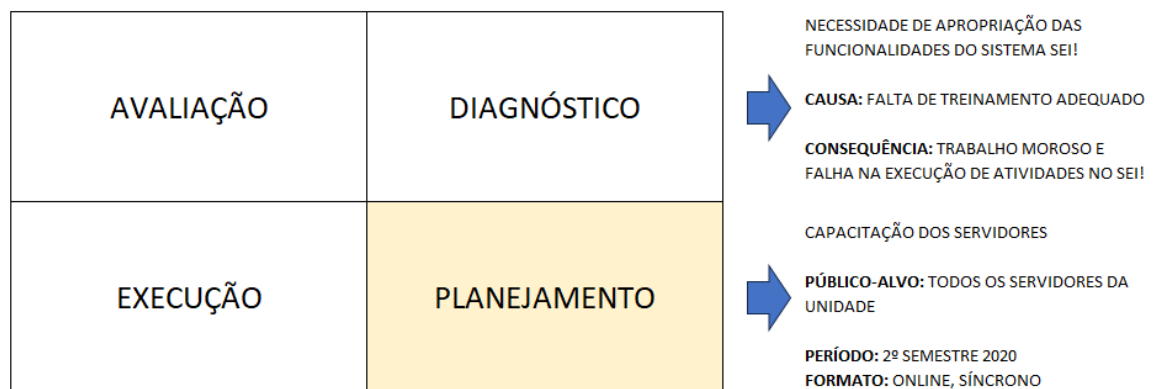 AVALIAÇÃO
DIAGNÓSTICO
NECESSIDADE DE APROPRIAÇÃO DAS
FUNCIONALIDADES DO SISTEMA SEI!
CAUSA: FALTA DE TREINAMENTO ADEQUADO
CONSEQUÊNCIA: TRABALHO MOROSO E
FALHA NA EXECUÇÃO DE ATIVIDADES NO SEI!
EXECUÇÃO
PLANEJAMENTO
CAPACITAÇÃO DOS SERVIDORES
PÚBLICO-ALVO: TODOS OS SERVIDORES DA
UNIDADE
PERÍODO: 2º SEMESTRE 2020
FORMATO: ONLINE, SÍNCRONO